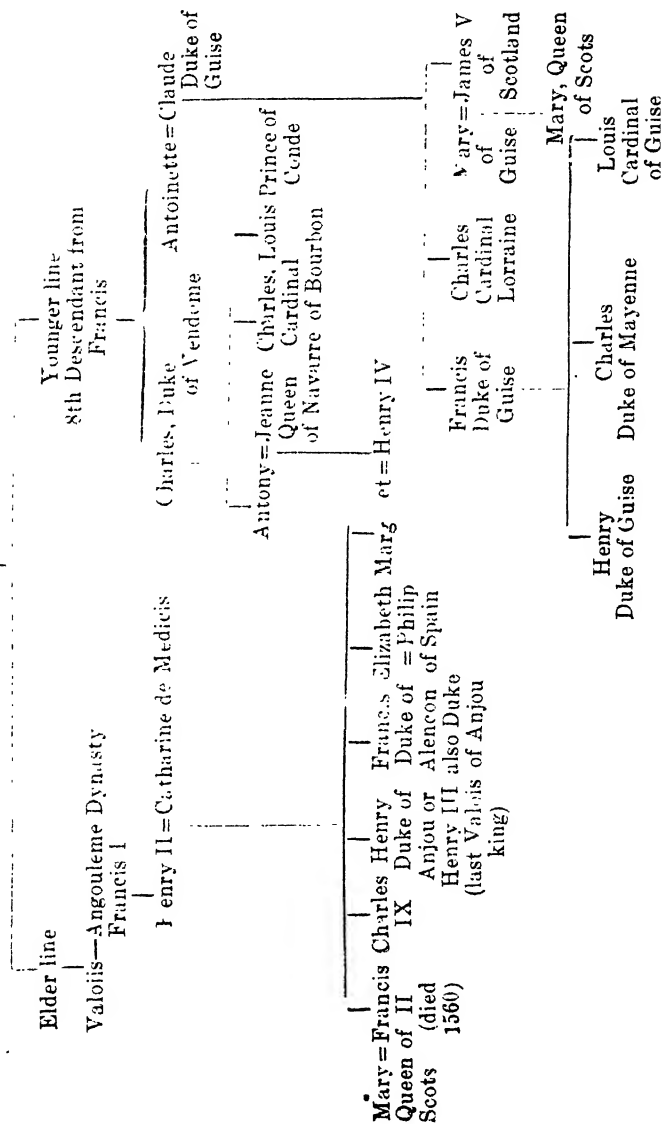 Elder line Younger line
8th Descendant from
Valoiis—Angouleme Dynasty Francis
Francis I
Henry II=Catharine de Medicis Charles, Duke Antoinette=Claude
of Vendome Duke of
Guise
Antony=Jeanne Charles, Louis Prince of
Queen Cardinal Conde
of Navarre of Bourbon
Mary=Francis Charles Henry Francis Elizabeth Marg et=Henry IV
Queen of II IX Duke of Duke of =Philip
Scots (died Anjou or Alencon of Spain
1560) Henry III also Duke
(last Valois of Anjou
king)
Francis Charles Mary=James V
Duke of Cardinal of of
Guise Lorraine Guise Scotland
Mary, Queen
of Scots
Henry Charles Louis
Duke of Guise Duke of Mayenne Cardinal
of Guise